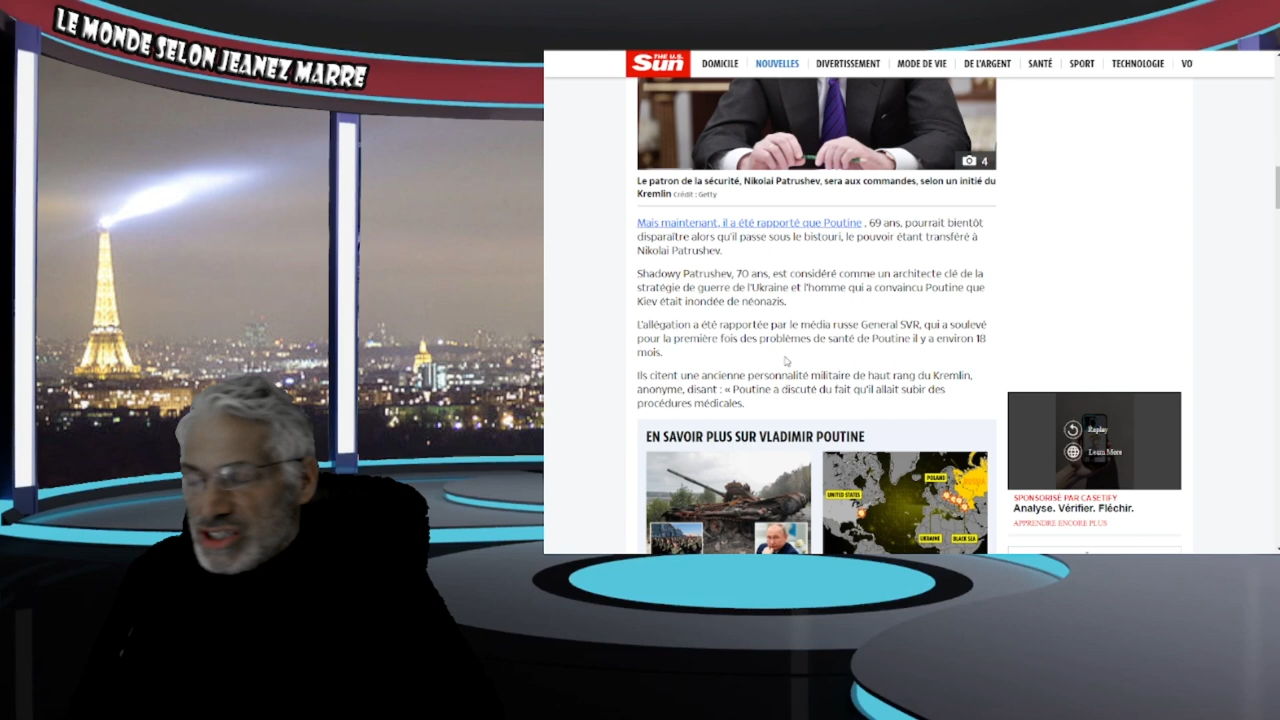 LE MONDE SELON JEANEZ MARRE
THE U.S. Sun
DOMICILE NOUVELLES DIVERTISSEMENT MODE DE VIE DE L'ARGENT SANTÉ SPORT TECHNOLOGIE VO
4
Le patron de la sécurité, Nikolai Patrushev, sera aux commandes, selon un initié du
Kremlin Crédit : Getty
Mais maintenant, il a été rapporté que Poutine , 69 ans, pourrait bientôt
disparaître alors qu'il passe sous le bistouri, le pouvoir étant transféré à
Nikolai Patrushev.
Shadowy Patrushev, 70 ans, est considéré comme un architecte clé de la
stratégie de guerre de l'Ukraine et l'homme qui a convaincu Poutine que
Kiev était inondée de néonazis.
L'allégation a été rapportée par le média russe General SVR, qui a soulevé
pour la première fois des problèmes de santé de Poutine il y a environ 18
mois.
Ils citent une ancienne personnalité militaire de haut rang du Kremlin,
anonyme, disant : « Poutine a discuté du fait qu'il allait subir des
procédures médicales.
EN SAVOIR PLUS SUR VLADIMIR POUTINE
UNITED STATES
POLAND
UKRAINE
BLACK SEA
Replay
Learn More
SPONSORISÉ PAR CASETIFY
Analyse. Vérifier. Fléchir.
APPRENDRE ENCORE PLUS